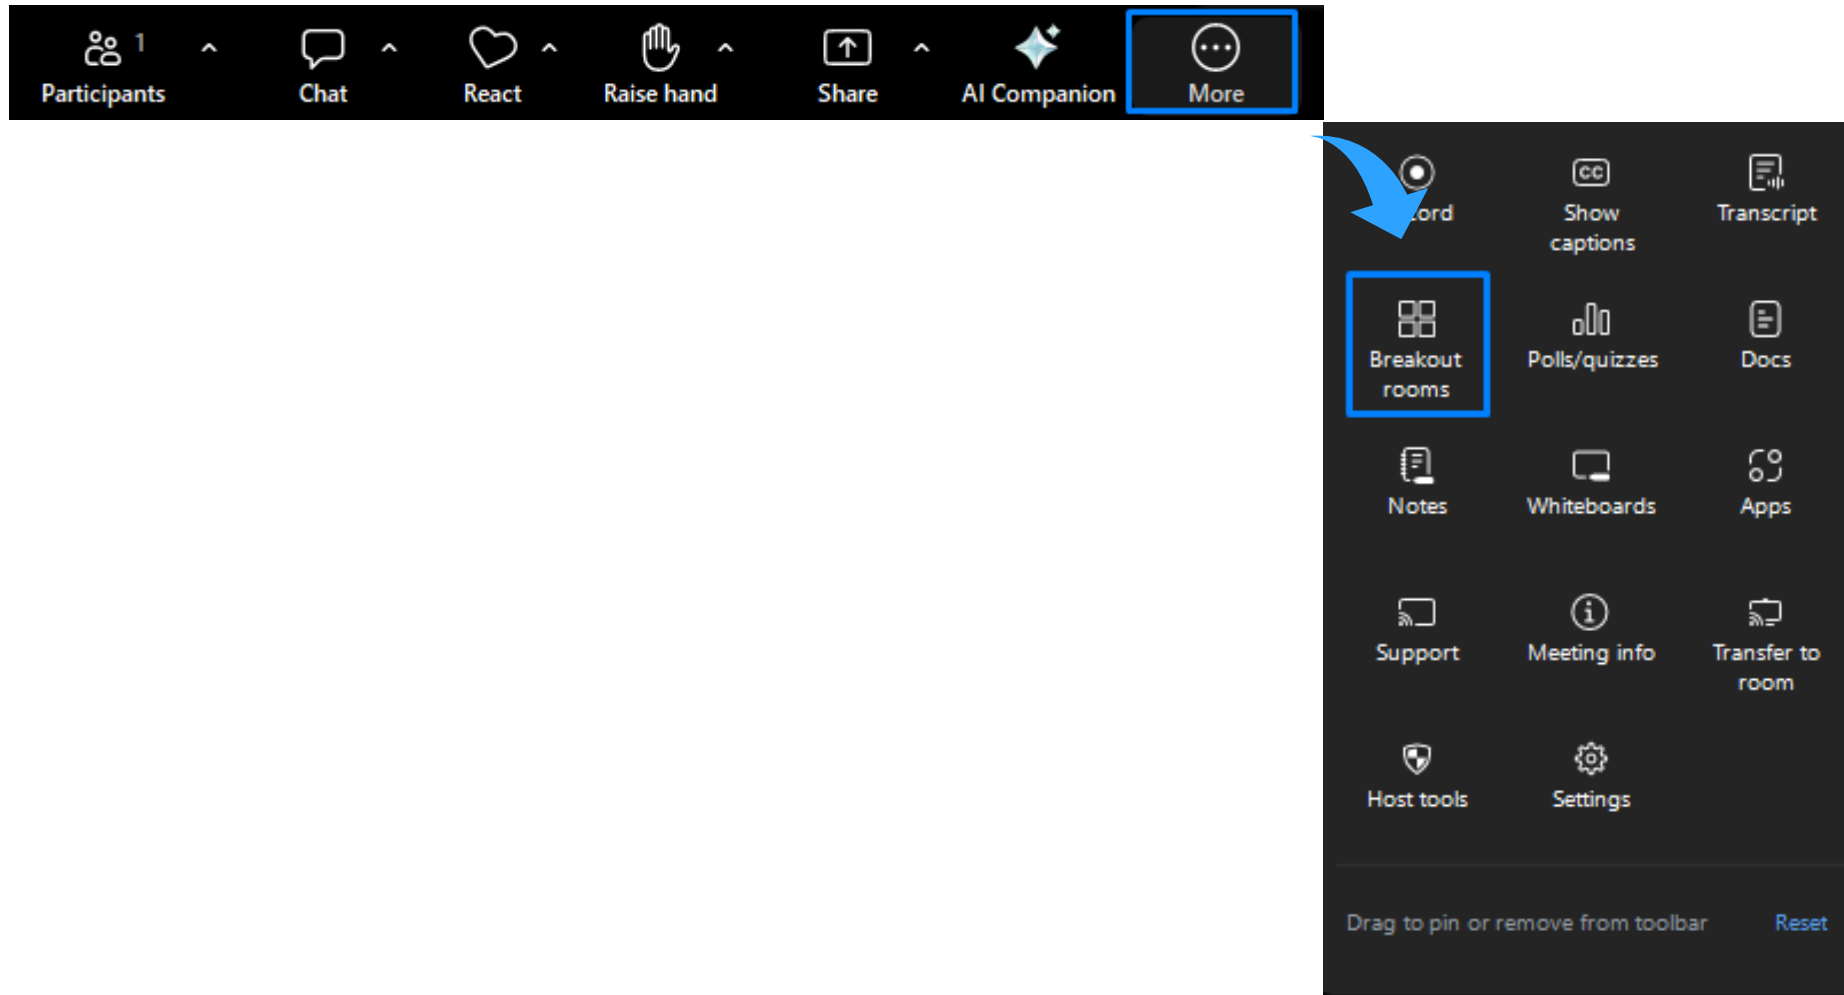 1
Participants
Chat
React
Raise hand
Share
AI Companion
More
ord
CC
Show
captions
Transcript
Breakout
rooms
Polls/quizzes
Docs
Notes
Whiteboards
Apps
Support
Meeting info
Transfer to
room
Host tools
Settings
Drag to pin or remove from toolbar
Reset